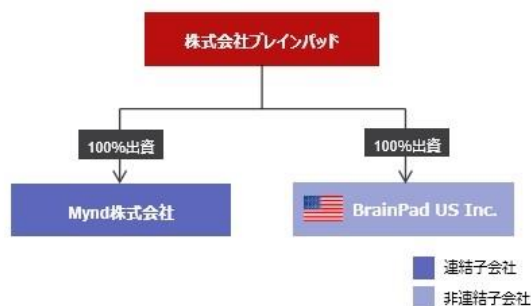 株式会社ブレインパッド
100%出資
100%出資
Mynd株式会社
BrainPad US Inc.
連結子会社
非連結子会社